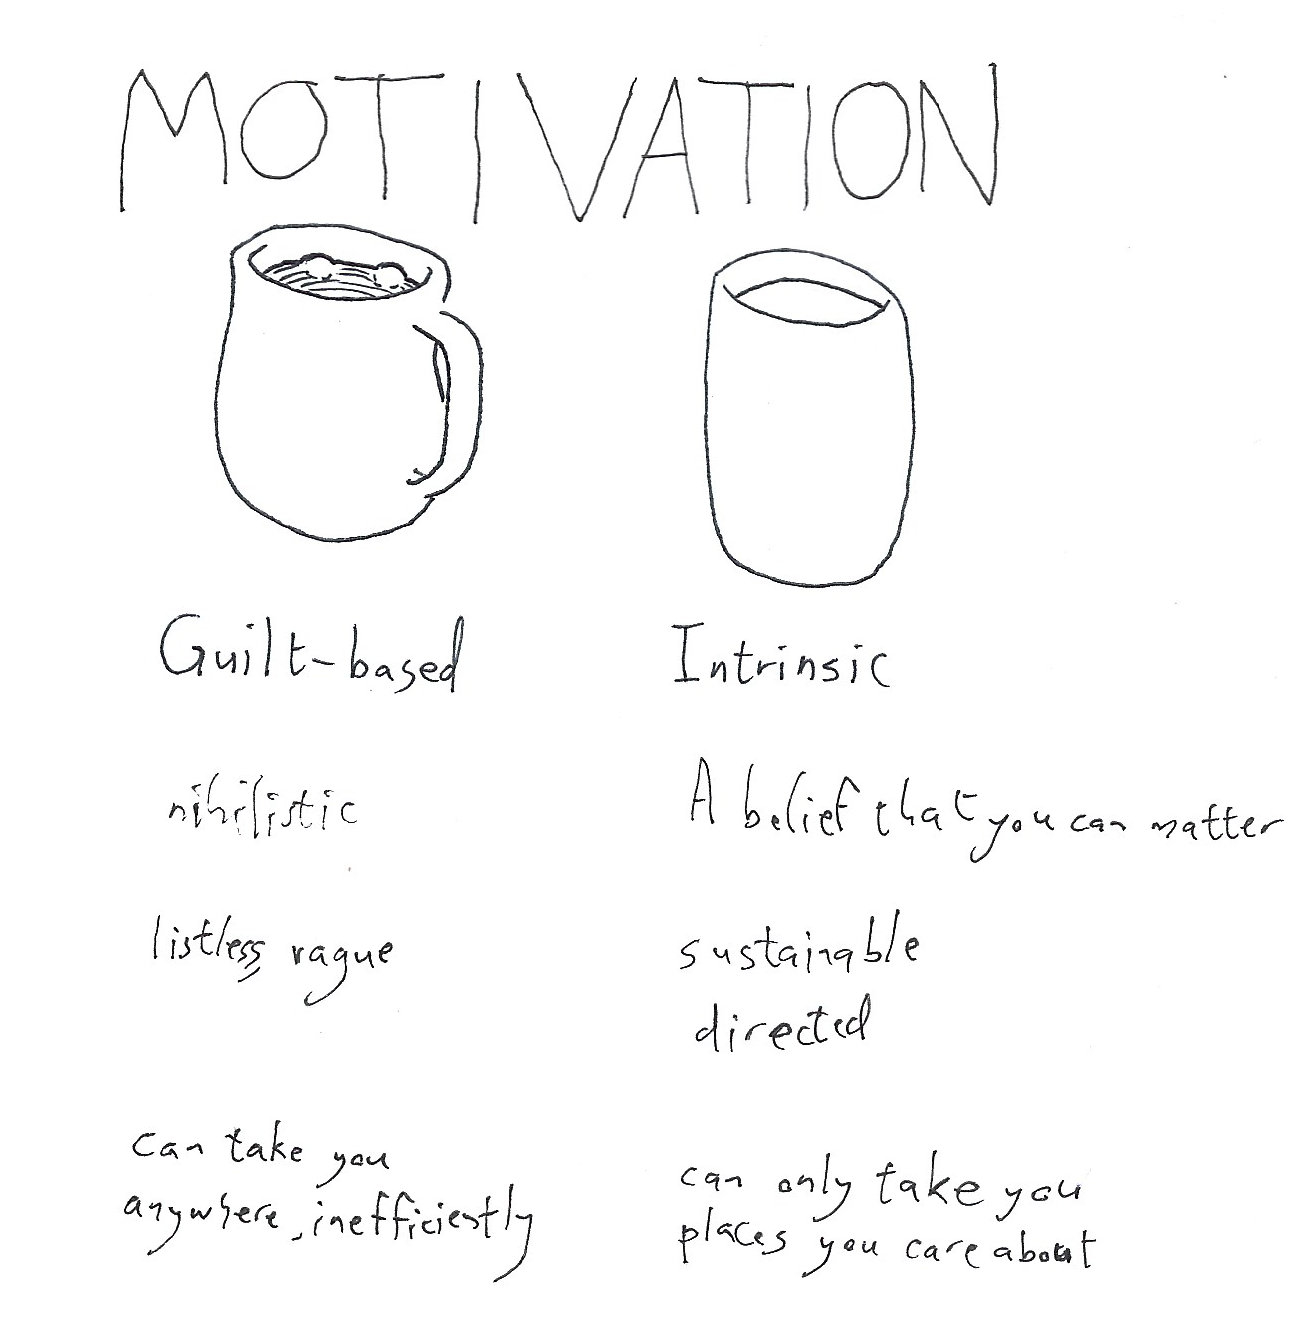 MOTIVATION
Guilt-based
Intrinsic
nihilistic
A belief that you can matter
listless vague
sustainable
directed
can take you
anywhere, inefficiently
can only take you
places you care about